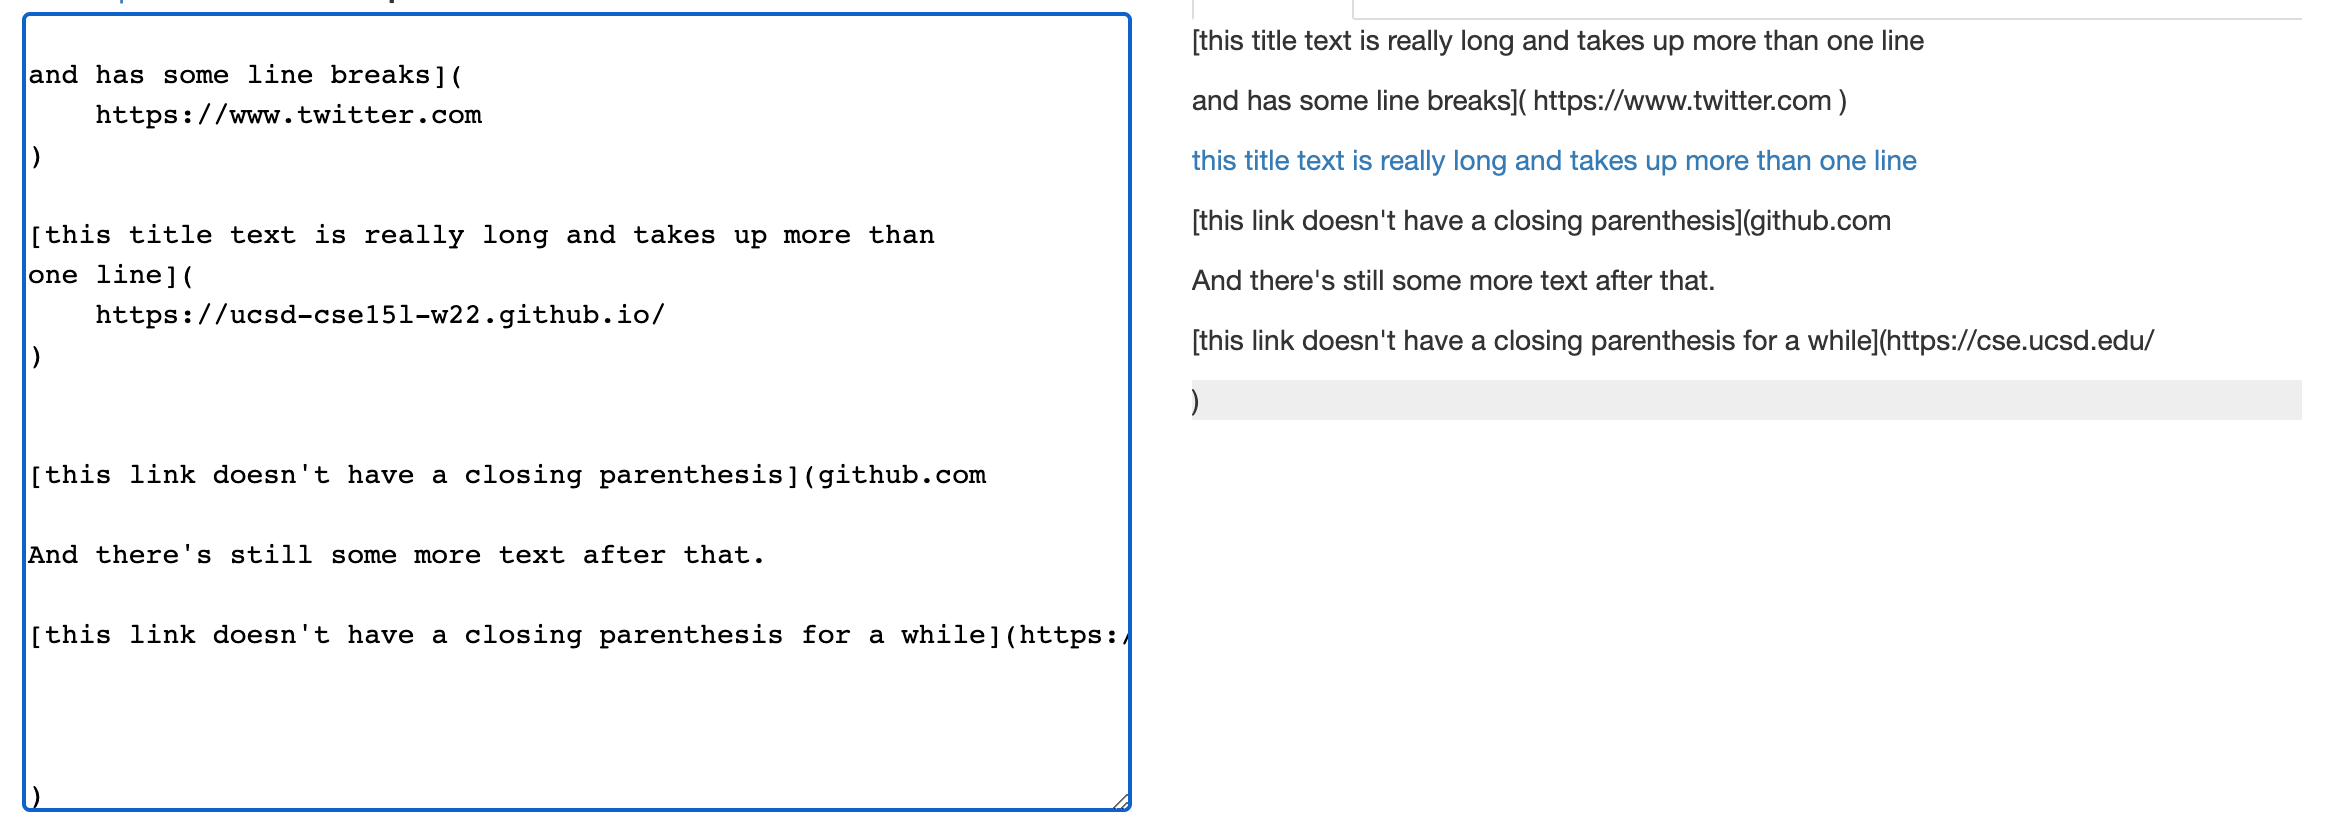 and has some line breaks](
    https://www.twitter.com
)
[this title text is really long and takes up more than
one line](
    https://ucsd-cse15l-w22.github.io/
)
[this link doesn't have a closing parenthesis](github.com
And there's still some more text after that.
[this link doesn't have a closing parenthesis for a while](https:/
)
[this title text is really long and takes up more than one line
and has some line breaks]( https://www.twitter.com )
this title text is really long and takes up more than one line
[this link doesn't have a closing parenthesis](github.com
And there's still some more text after that.
[this link doesn't have a closing parenthesis for a while](https://cse.ucsd.edu/
)